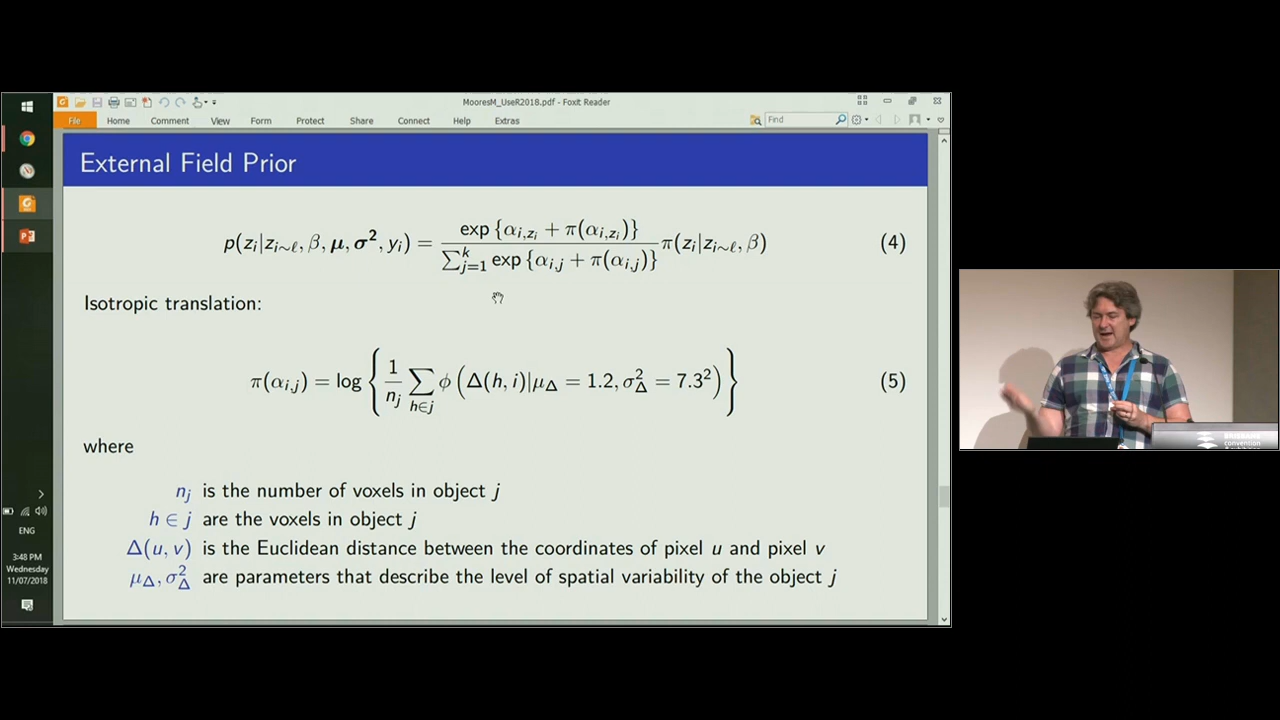 MooresM_UseR2018.pdf - Foxit Reader
File Home Comment View Form Protect Share Connect Help Extras Find
External Field Prior
p(z_i|z_{i∼ℓ}, β, μ, σ², y_i) = exp {α_{i,z_i} + π(α_{i,z_i})} / ∑_{j=1}^{k} exp {α_{i,j} + π(α_{i,j})} π(z_i|z_{i∼ℓ}, β) (4)
Isotropic translation:
π(α_{i,j}) = log { 1/n_j ∑_{h∈j} φ (Δ(h, i)|μ_Δ = 1.2, σ_Δ² = 7.3²) } (5)
where
n_j is the number of voxels in object j
h ∈ j are the voxels in object j
Δ(u, v) is the Euclidean distance between the coordinates of pixel u and pixel v
μ_Δ, σ_Δ² are parameters that describe the level of spatial variability of the object j
ENG
3:48 PM
Wednesday
11/07/2018
convention